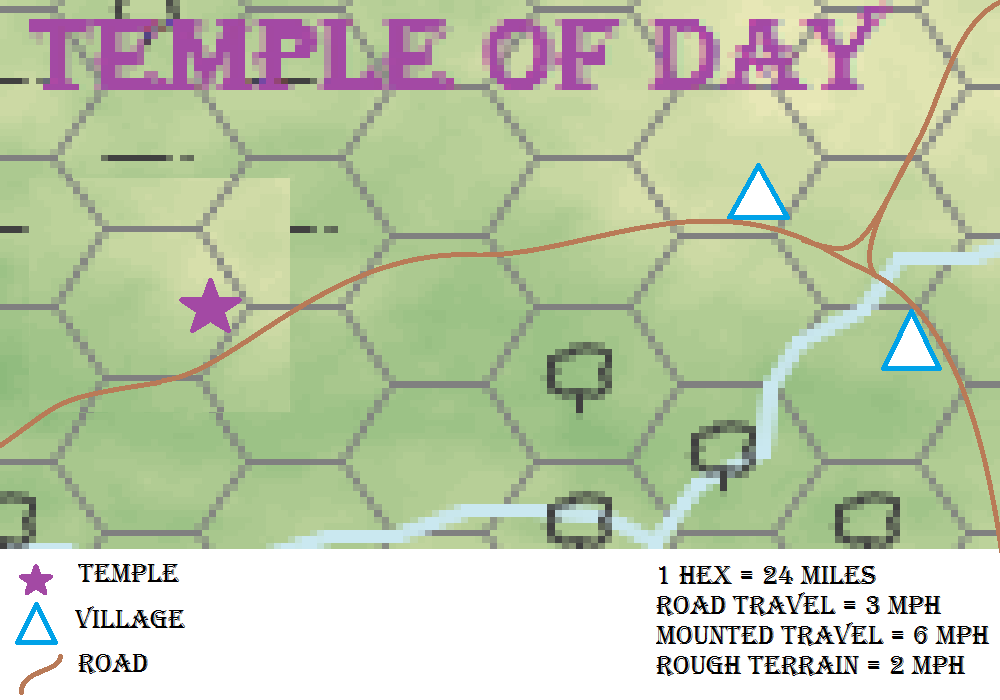 TEMPLE OF DAY
TEMPLE
VILLAGE
ROAD
1 HEX = 24 MILES
ROAD TRAVEL = 3 MPH
MOUNTED TRAVEL = 6 MPH
ROUGH TERRAIN = 2 MPH